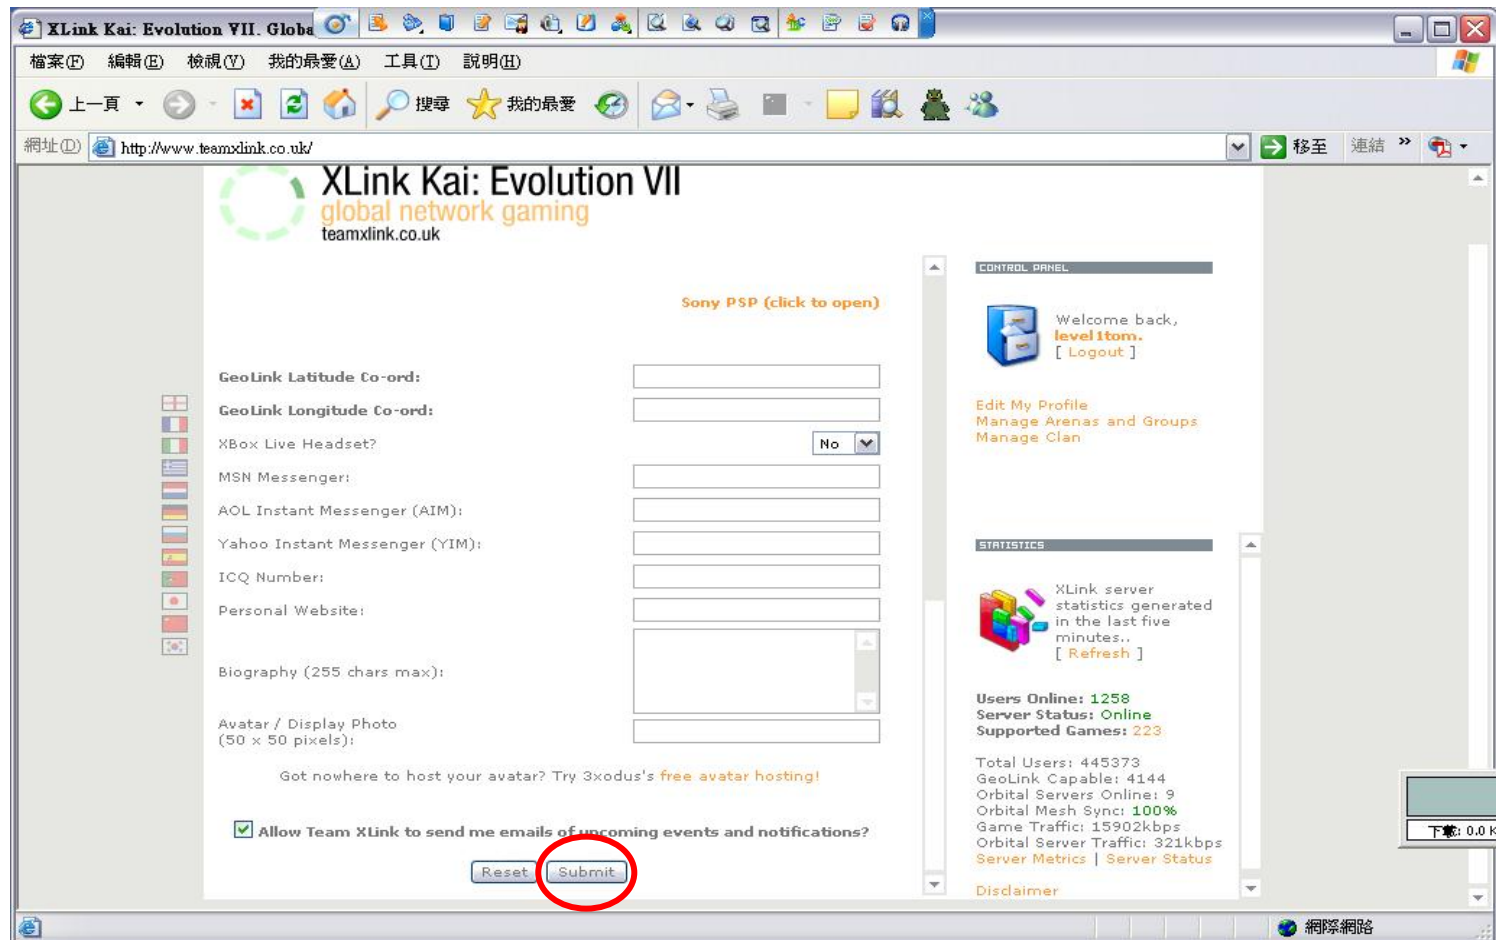 XLink Kai: Evolution VII. Globa
檔案(F) 編輯(E) 檢視(V) 我的最愛(A) 工具(T) 說明(H)
上一頁 搜尋 我的最愛
網址(D) http://www.teamxlink.co.uk/ 移至 連結 »
XLink Kai: Evolution VII
global network gaming
teamxlink.co.uk
Sony PSP (click to open)
GeoLink Latitude Co-ord:
GeoLink Longitude Co-ord:
XBox Live Headset? No
MSN Messenger:
AOL Instant Messenger (AIM):
Yahoo Instant Messenger (YIM):
ICQ Number:
Personal Website:
Biography (255 chars max):
Avatar / Display Photo
(50 x 50 pixels):
Got nowhere to host your avatar? Try 3xodus's free avatar hosting!
Allow Team XLink to send me emails of upcoming events and notifications?
Reset Submit
CONTROL PANEL
Welcome back,
level1tom.
[ Logout ]
Edit My Profile
Manage Arenas and Groups
Manage Clan
STATISTICS
XLink server
statistics generated
in the last five
minutes..
[ Refresh ]
Users Online: 1258
Server Status: Online
Supported Games: 223
Total Users: 445373
GeoLink Capable: 4144
Orbital Servers Online: 9
Orbital Mesh Sync: 100%
Game Traffic: 15902kbps
Orbital Server Traffic: 321kbps
Server Metrics | Server Status
Disclaimer
下載: 0.0 K
網際網路